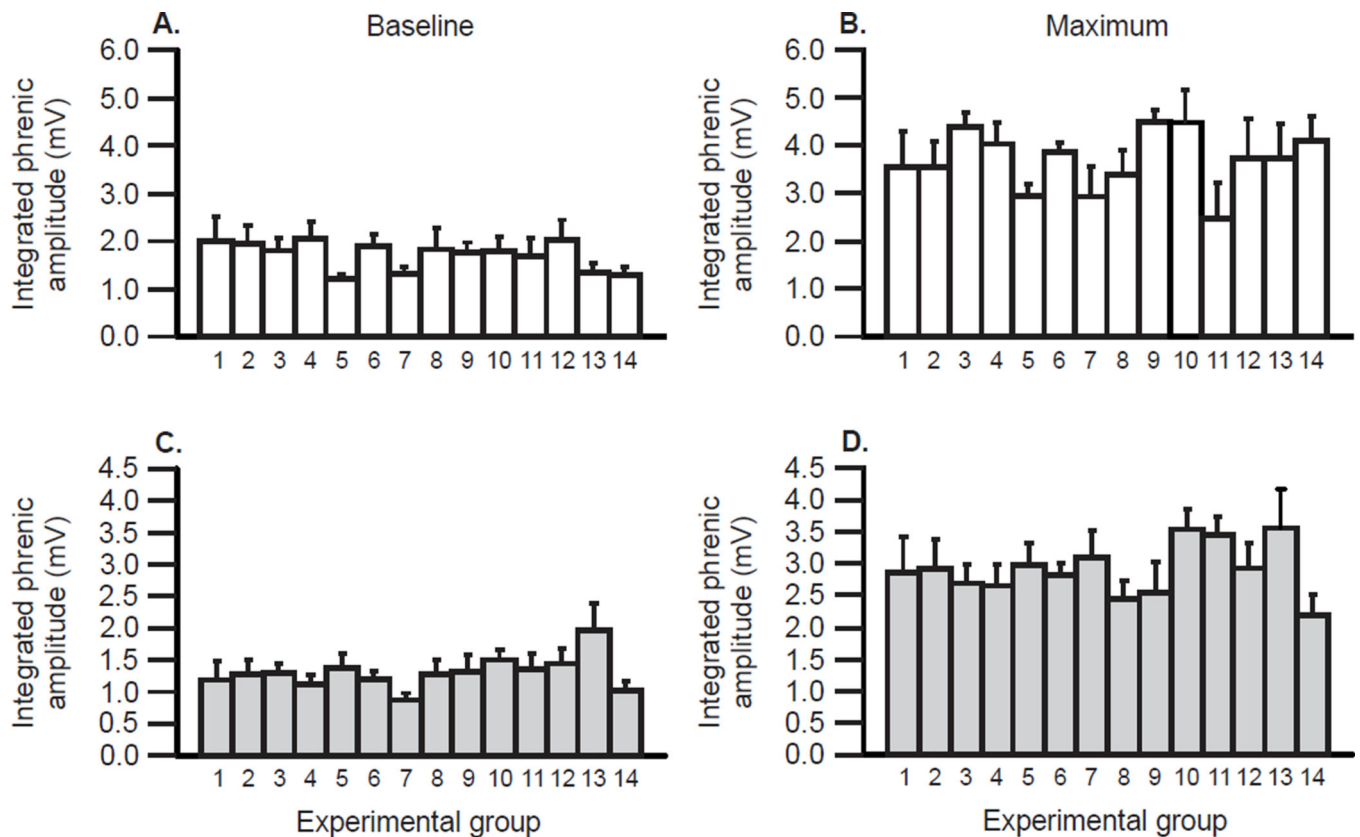 A. Baseline
Integrated phrenic
amplitude (mV)
6.0
5.0
4.0
3.0
2.0
1.0
0.0
1 2 3 4 5 6 7 8 9 10 11 12 13 14
B. Maximum
Integrated phrenic
amplitude (mV)
6.0
5.0
4.0
3.0
2.0
1.0
0.0
1 2 3 4 5 6 7 8 9 10 11 12 13 14
C.
Integrated phrenic
amplitude (mV)
4.5
4.0
3.5
3.0
2.5
2.0
1.5
1.0
0.5
0.0
1 2 3 4 5 6 7 8 9 10 11 12 13 14
Experimental group
D.
Integrated phrenic
amplitude (mV)
4.5
4.0
3.5
3.0
2.5
2.0
1.5
1.0
0.5
0.0
1 2 3 4 5 6 7 8 9 10 11 12 13 14
Experimental group